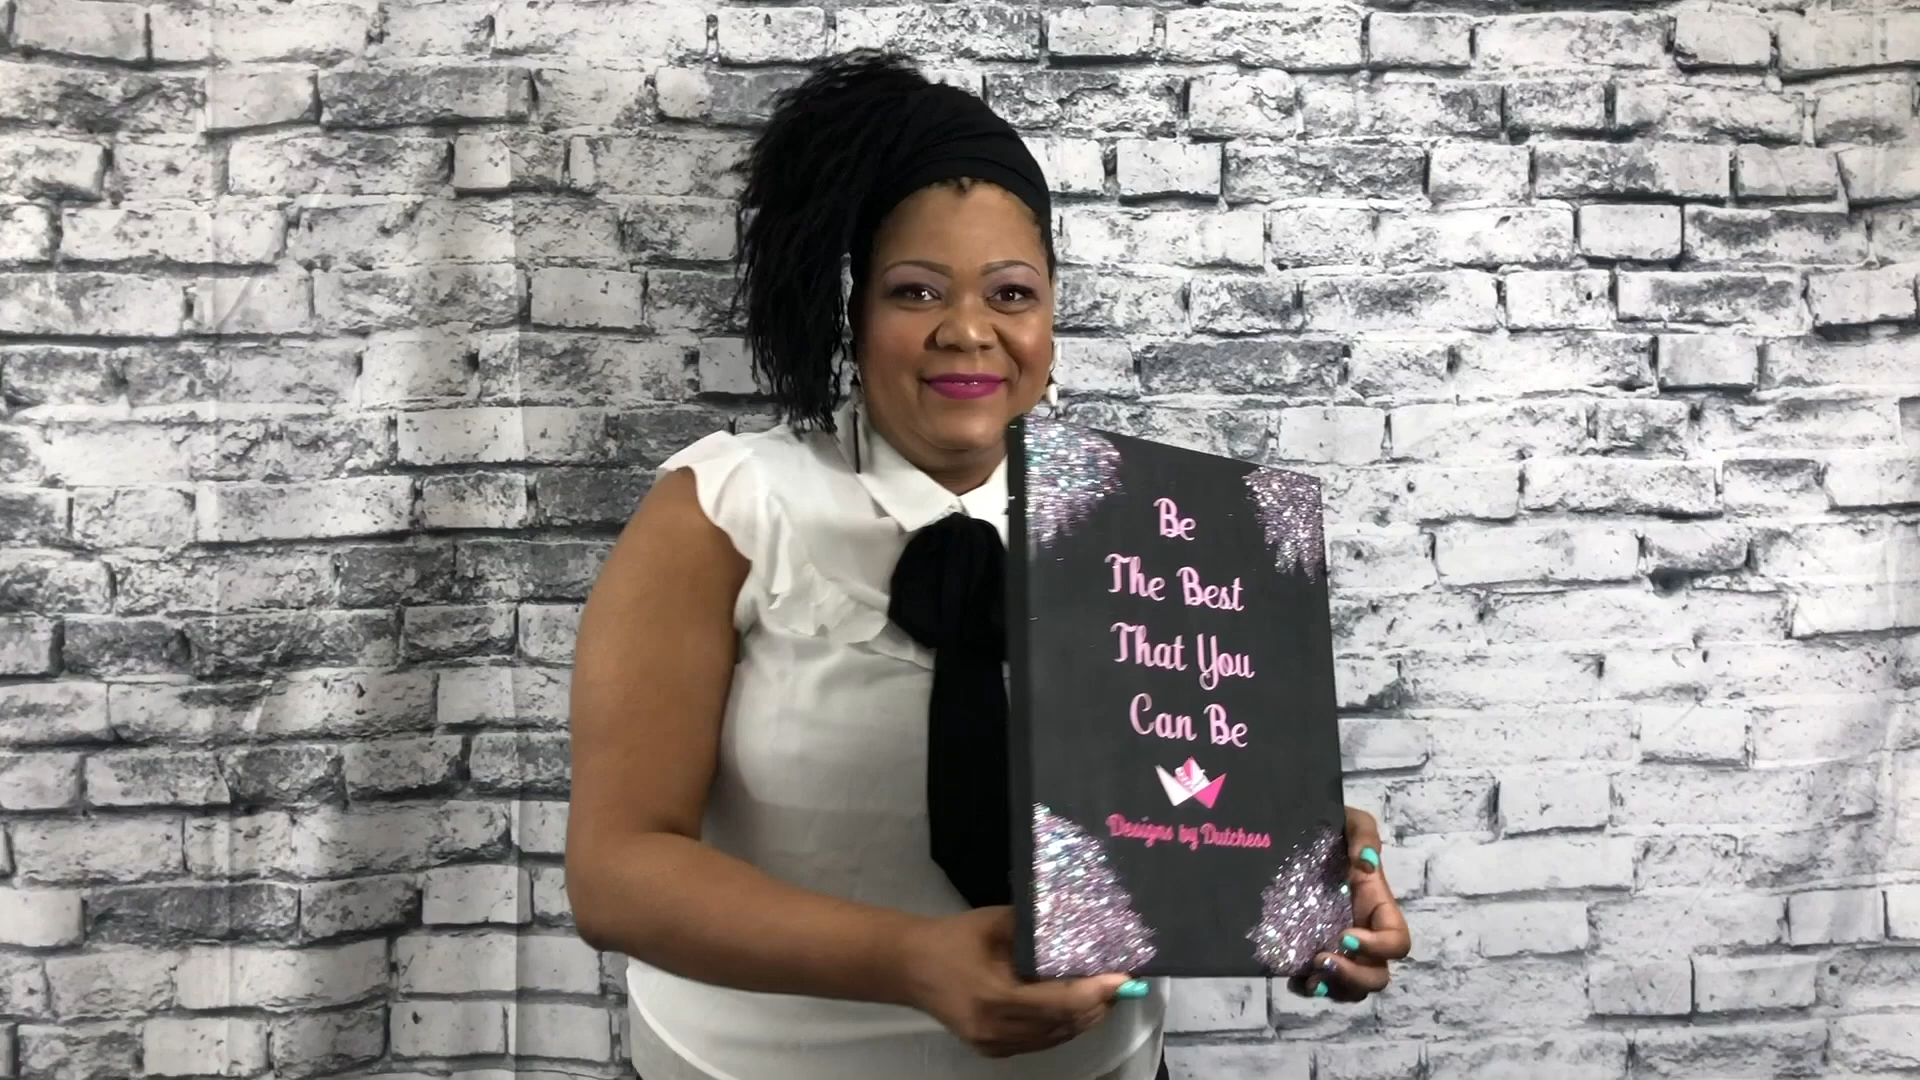 Be
The Best
That You
Can Be
Designs by Dutchess